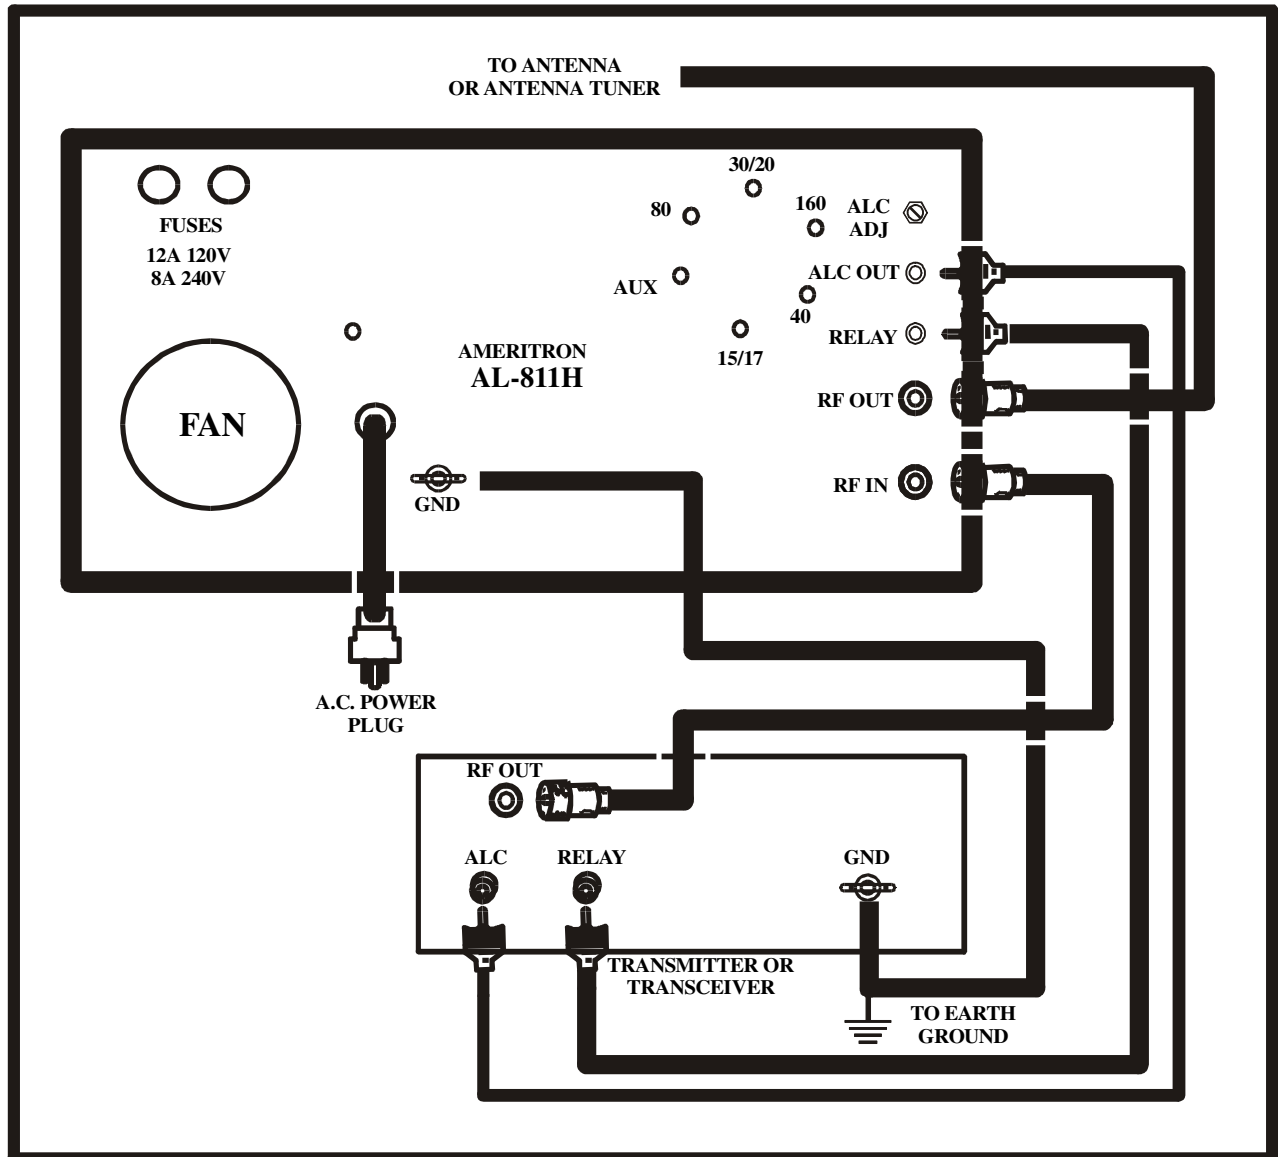 TO ANTENNA
OR ANTENNA TUNER
30/20
80
160
ALC
ADJ
FUSES
12A 120V
8A 240V
ALC OUT
AUX
40
RELAY
15/17
AMERITRON
AL-811H
RF OUT
FAN
RF IN
GND
A.C. POWER
PLUG
RF OUT
ALC
RELAY
GND
TRANSMITTER OR
TRANSCEIVER
TO EARTH
GROUND